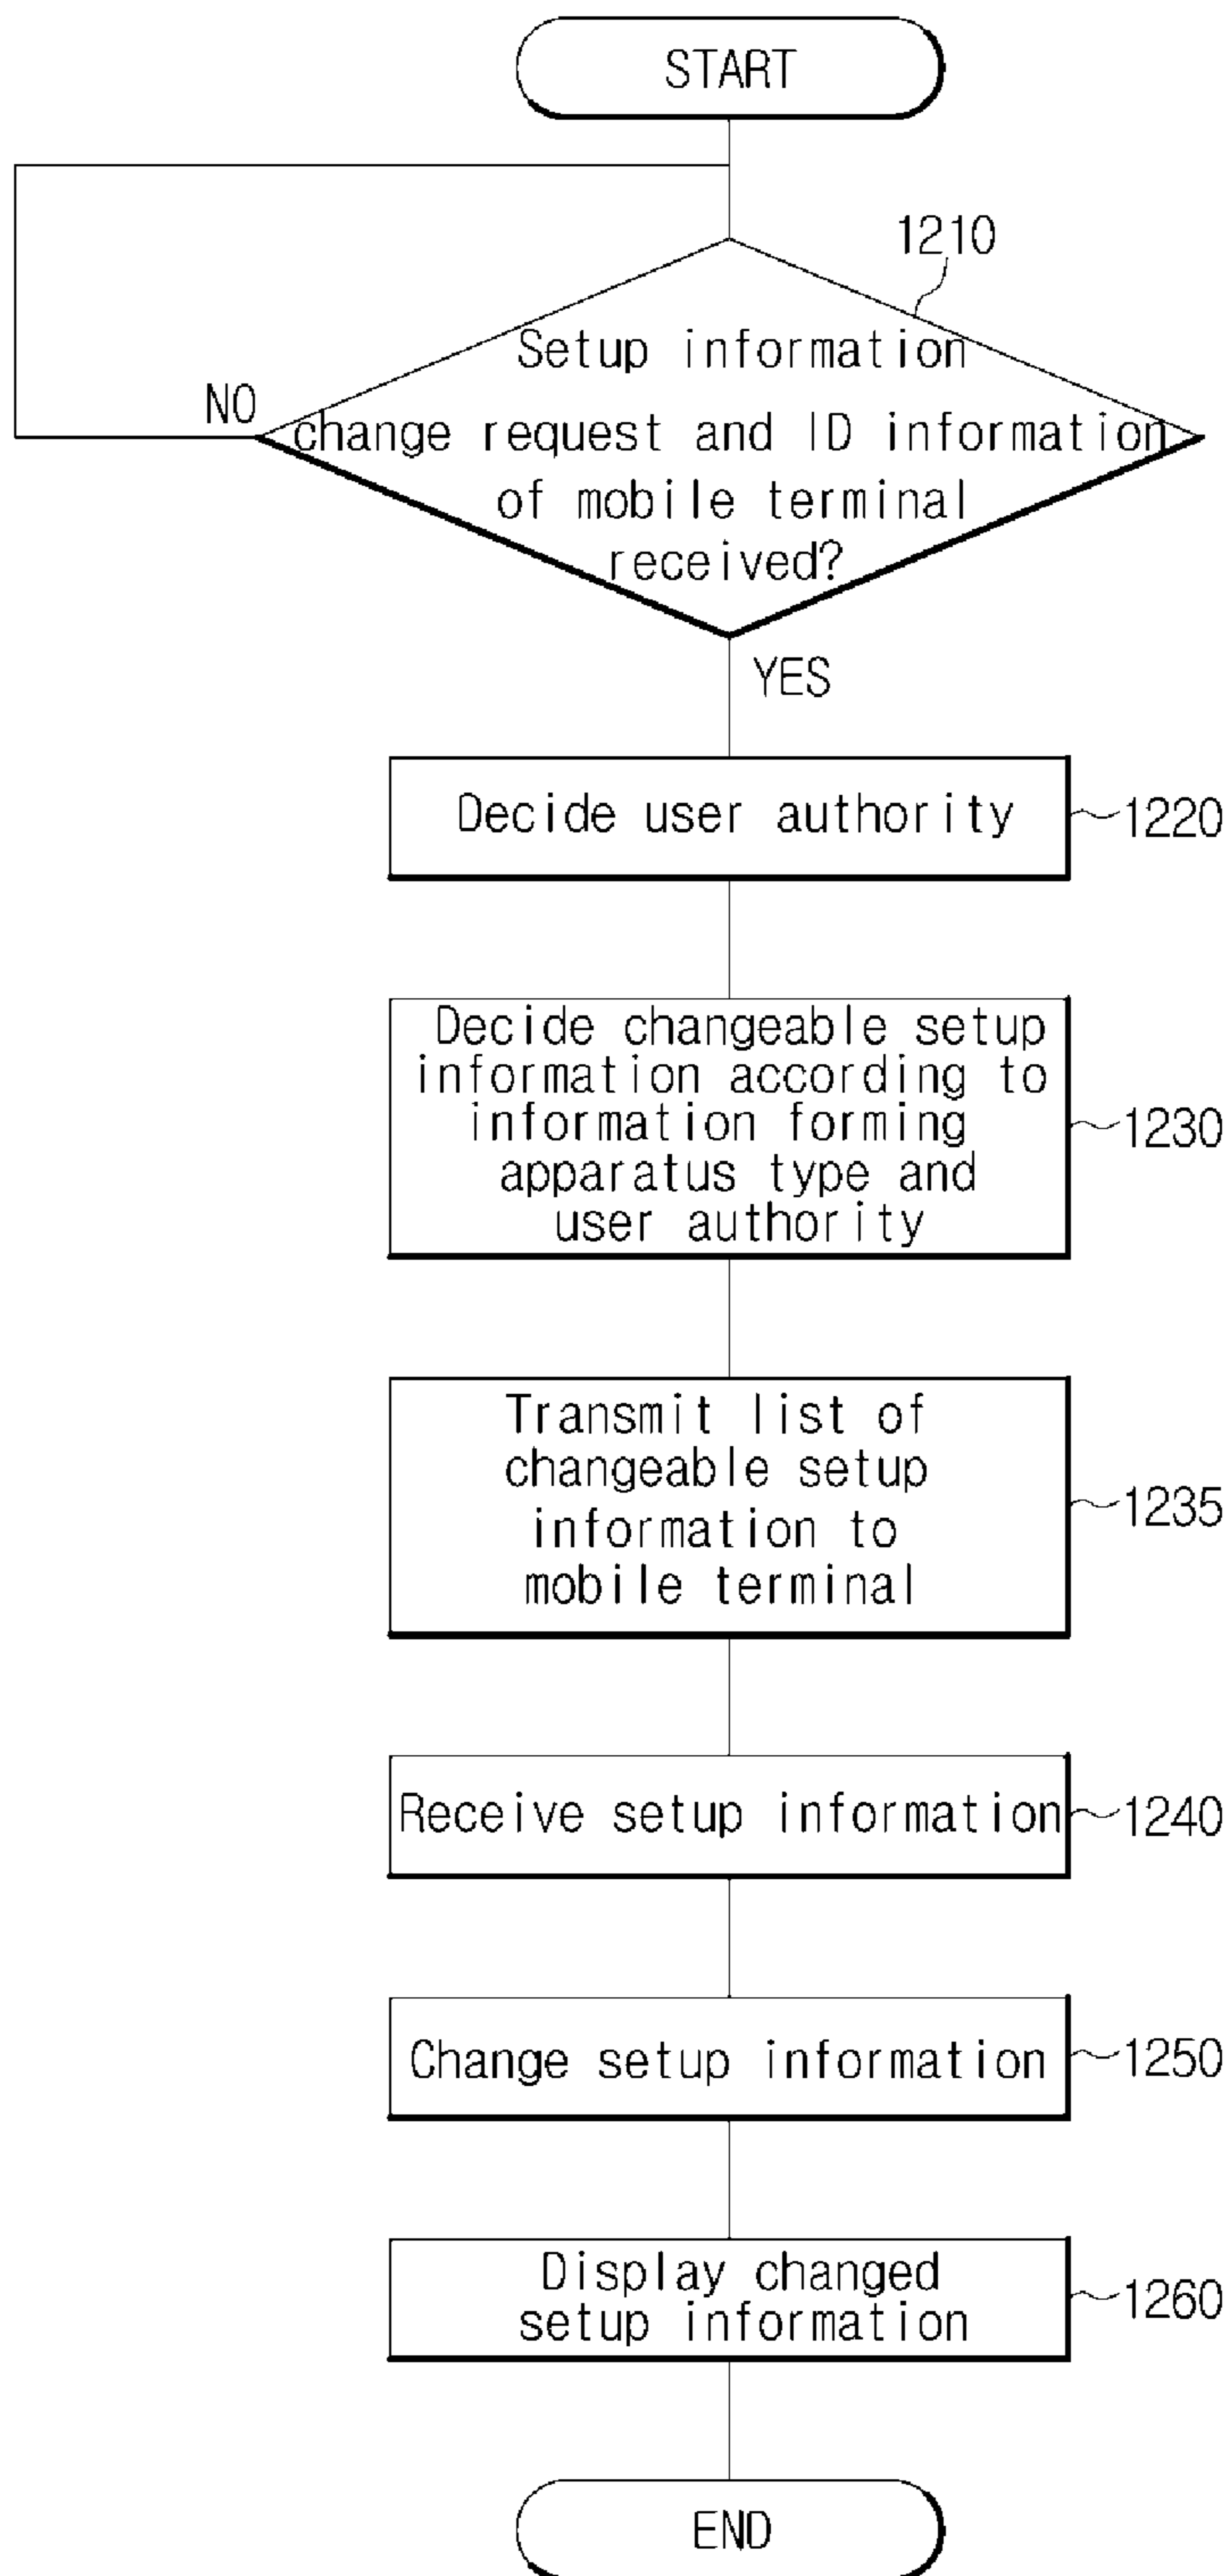 START
1210
Setup information
change request and ID information
of mobile terminal
received?
NO
YES
Decide user authority
1220
Decide changeable setup
information according to
information forming
apparatus type and
user authority
1230
Transmit list of
changeable setup
information to
mobile terminal
1235
Receive setup information
1240
Change setup information
1250
Display changed
setup information
1260
END